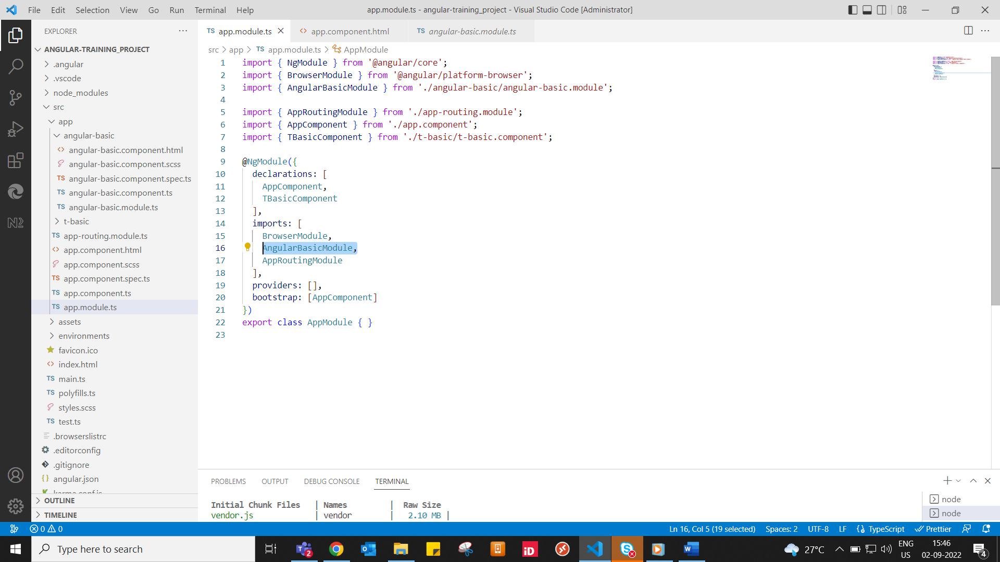 File Edit Selection View Go Run Terminal Help
app.module.ts - angular-training_project - Visual Studio Code [Administrator]
EXPLORER
ANGULAR-TRAINING_PROJECT
.angular
.vscode
node_modules
src
app
angular-basic
angular-basic.component.html
angular-basic.component.scss
TS angular-basic.component.spec.ts
TS angular-basic.component.ts
TS angular-basic.module.ts
t-basic
TS app-routing.module.ts
app.component.html
app.component.scss
TS app.component.spec.ts
TS app.component.ts
TS app.module.ts
assets
environments
favicon.ico
index.html
TS main.ts
TS polyfills.ts
styles.scss
TS test.ts
.browserslistrc
.editorconfig
.gitignore
angular.json
karma.conf.js
OUTLINE
TIMELINE
TS app.module.ts
app.component.html
TS angular-basic.module.ts
src > app > TS app.module.ts > AppModule
1 import { NgModule } from '@angular/core';
2 import { BrowserModule } from '@angular/platform-browser';
3 import { AngularBasicModule } from './angular-basic/angular-basic.module';
4
5 import { AppRoutingModule } from './app-routing.module';
6 import { AppComponent } from './app.component';
7 import { TBasicComponent } from './t-basic/t-basic.component';
8
9 @NgModule({
10 declarations: [
11 AppComponent,
12 TBasicComponent
13 ],
14 imports: [
15 BrowserModule,
16 AngularBasicModule,
17 AppRoutingModule
18 ],
19 providers: [],
20 bootstrap: [AppComponent]
21 })
22 export class AppModule { }
23
PROBLEMS OUTPUT DEBUG CONSOLE TERMINAL
Initial Chunk Files | Names | Raw Size
vendor.js | vendor | 2.10 MB |
node
node
0 0
Ln 16, Col 5 (19 selected) Spaces: 2 UTF-8 LF TypeScript Prettier
Type here to search
2
iD
27°C
ENG
US
15:46
02-09-2022
4